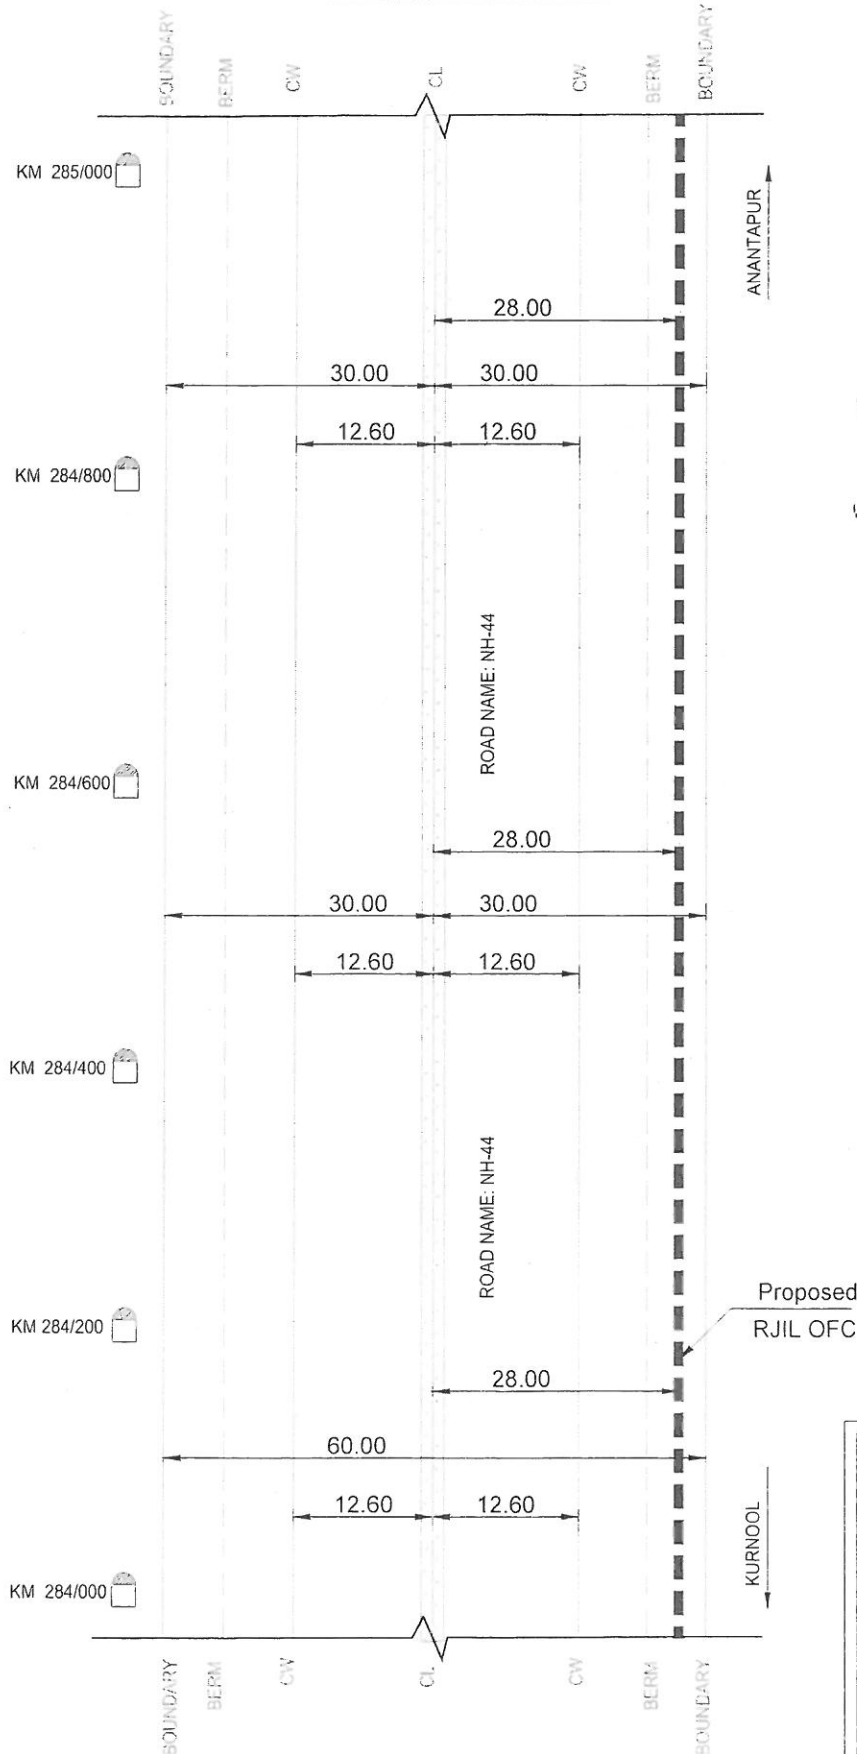 BOUNDARY
BERM
CW
CL
CW
BERM
BOUNDARY
KM 285/000
ANANTAPUR
28.00
30.00
30.00
12.60
12.60
KM 284/800
ROAD NAME: NH-44
KM 284/600
28.00
30.00
30.00
12.60
12.60
KM 284/400
ROAD NAME: NH-44
Proposed
RJIL OFC
KM 284/200
28.00
60.00
12.60
12.60
KURNOOL
KM 284/000
BOUNDARY
BERM
CW
CL
CW
BERM
BOUNDARY